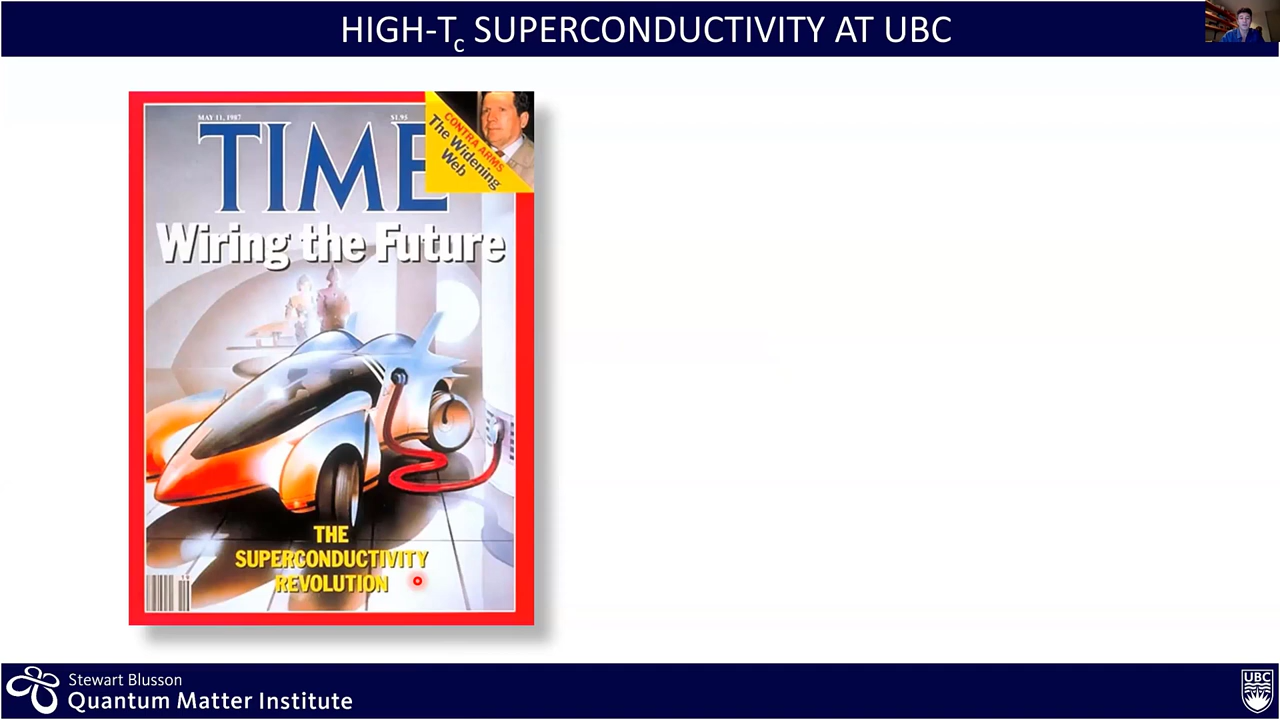 HIGH-Tc SUPERCONDUCTIVITY AT UBC
MAY 11, 1987
$1.95
TIME
CONTRA ARMS
The Widening
Web
Wiring the Future
THE
SUPERCONDUCTIVITY
REVOLUTION
Stewart Blusson
Quantum Matter Institute
UBC